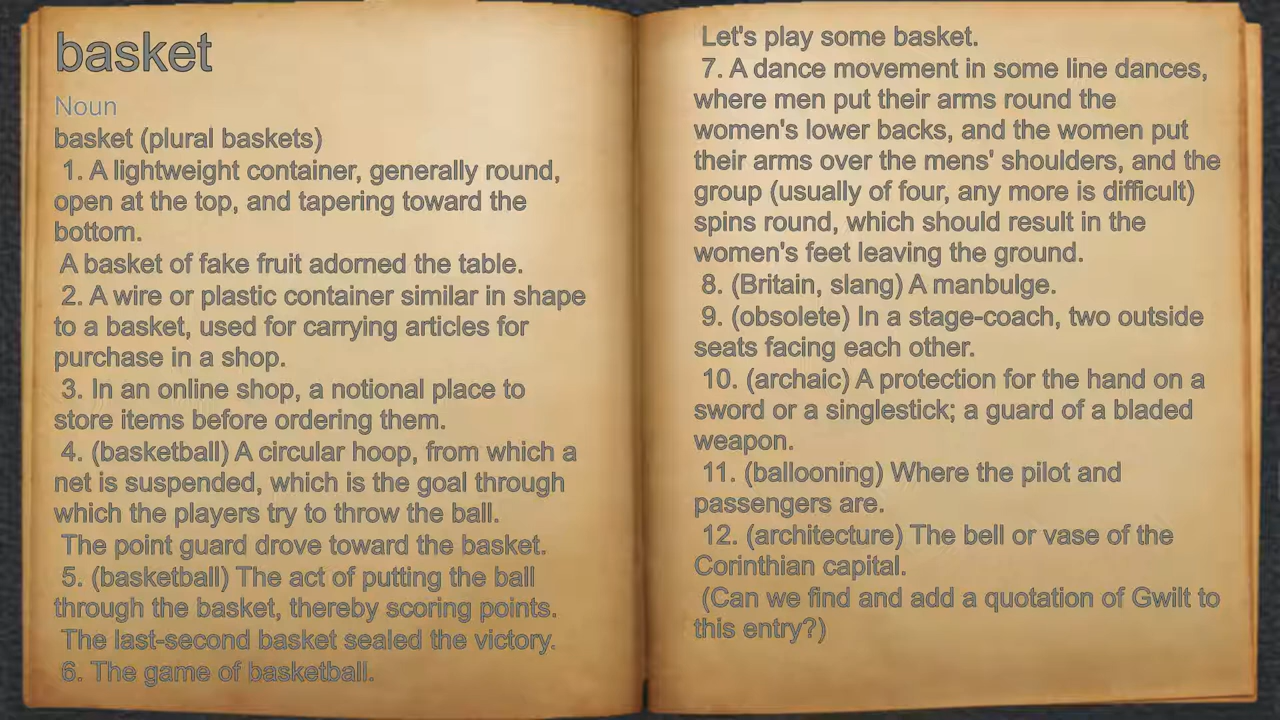 basket
Noun
basket (plural baskets)
1. A lightweight container, generally round,
open at the top, and tapering toward the
bottom.
A basket of fake fruit adorned the table.
2. A wire or plastic container similar in shape
to a basket, used for carrying articles for
purchase in a shop.
3. In an online shop, a notional place to
store items before ordering them.
4. (basketball) A circular hoop, from which a
net is suspended, which is the goal through
which the players try to throw the ball.
The point guard drove toward the basket.
5. (basketball) The act of putting the ball
through the basket, thereby scoring points.
The last-second basket sealed the victory.
6. The game of basketball.
Let's play some basket.
7. A dance movement in some line dances,
where men put their arms round the
women's lower backs, and the women put
their arms over the mens' shoulders, and the
group (usually of four, any more is difficult)
spins round, which should result in the
women's feet leaving the ground.
8. (Britain, slang) A manbulge.
9. (obsolete) In a stage-coach, two outside
seats facing each other.
10. (archaic) A protection for the hand on a
sword or a singlestick; a guard of a bladed
weapon.
11. (ballooning) Where the pilot and
passengers are.
12. (architecture) The bell or vase of the
Corinthian capital.
(Can we find and add a quotation of Gwilt to
this entry?)